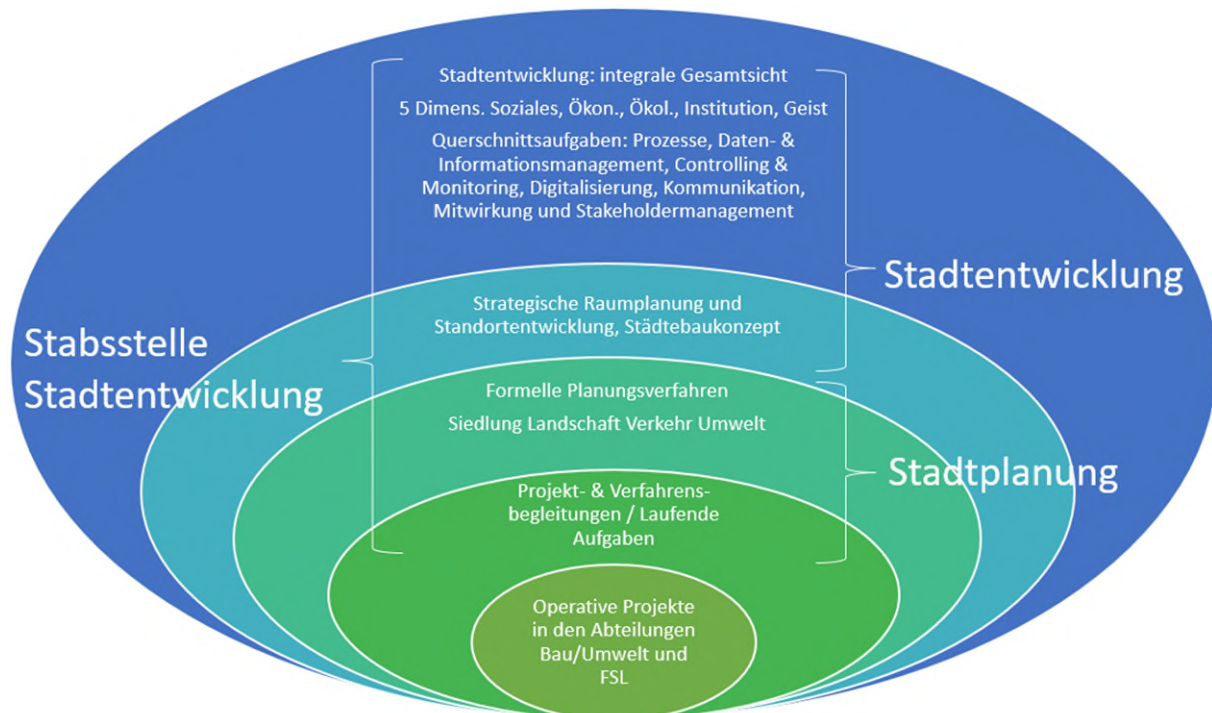 Stadtentwicklung: integrale Gesamtsicht
5 Dimens. Soziales, Ökon., Ökol., Institution, Geist
Querschnittsaufgaben: Prozesse, Daten- &
Informationsmanagement, Controlling &
Monitoring, Digitalisierung, Kommunikation,
Mitwirkung und Stakeholdermanagement
Stadtentwicklung
Strategische Raumplanung und
Standortentwicklung, Städtebaukonzept
Stabsstelle
Stadtentwicklung
Formelle Planungsverfahren
Siedlung Landschaft Verkehr Umwelt
Stadtplanung
Projekt- & Verfahrens-
begleitungen / Laufende
Aufgaben
Operative Projekte
in den Abteilungen
Bau/Umwelt und
FSL